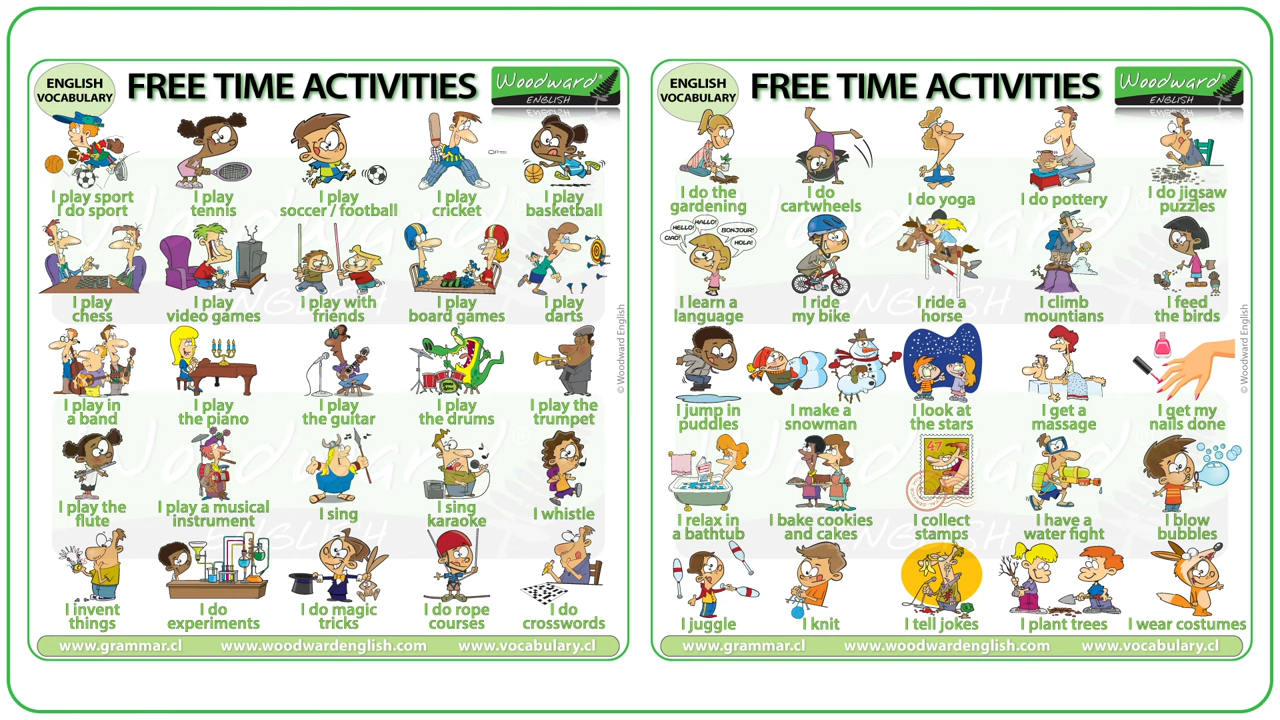 ENGLISH
VOCABULARY
FREE TIME ACTIVITIES
Woodward®
ENGLISH
I play sport
I do sport
I play
tennis
I play
soccer / football
I play
cricket
I play
basketball
I play
chess
I play
video games
I play with
friends
I play
board games
I play
darts
I play in
a band
I play
the piano
I play
the guitar
I play
the drums
I play the
trumpet
I play the
flute
I play a musical
instrument
I sing
I sing
karaoke
I whistle
I invent
things
I do
experiments
I do magic
tricks
I do rope
courses
I do
crosswords
© Woodward English
www.grammar.cl www.woodwardenglish.com www.vocabulary.cl
ENGLISH
VOCABULARY
FREE TIME ACTIVITIES
Woodward®
ENGLISH
I do the
gardening
I do
cartwheels
I do yoga
I do pottery
I do jigsaw
puzzles
HALLO!
HELLO!
BONJOUR!
CIAO!
HOLA!
I learn a
language
I ride
my bike
I ride a
horse
I climb
mountians
I feed
the birds
I jump in
puddles
I make a
snowman
I look at
the stars
I get a
massage
I get my
nails done
I relax in
a bathtub
I bake cookies
and cakes
47
I collect
stamps
I have a
water fight
I blow
bubbles
I juggle
I knit
I tell jokes
I plant trees
I wear costumes
© Woodward English
www.grammar.cl www.woodwardenglish.com www.vocabulary.cl